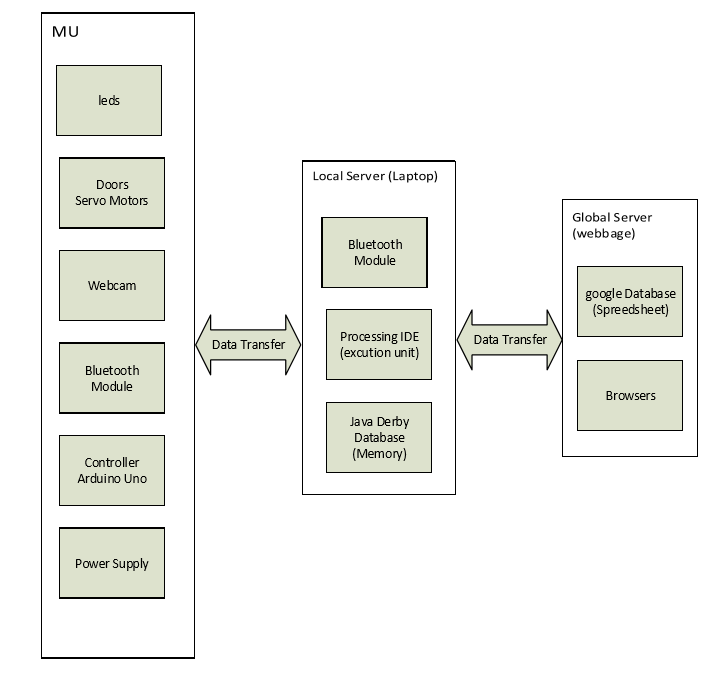 MU
leds
Doors
Servo Motors
Webcam
Bluetooth
Module
Controller
Arduino Uno
Power Supply
Data Transfer
Local Server (Laptop)
Bluetooth
Module
Processing IDE
(excution unit)
Java Derby
Database
(Memory)
Data Transfer
Global Server
(webbage)
google Database
(Spreedsheet)
Browsers